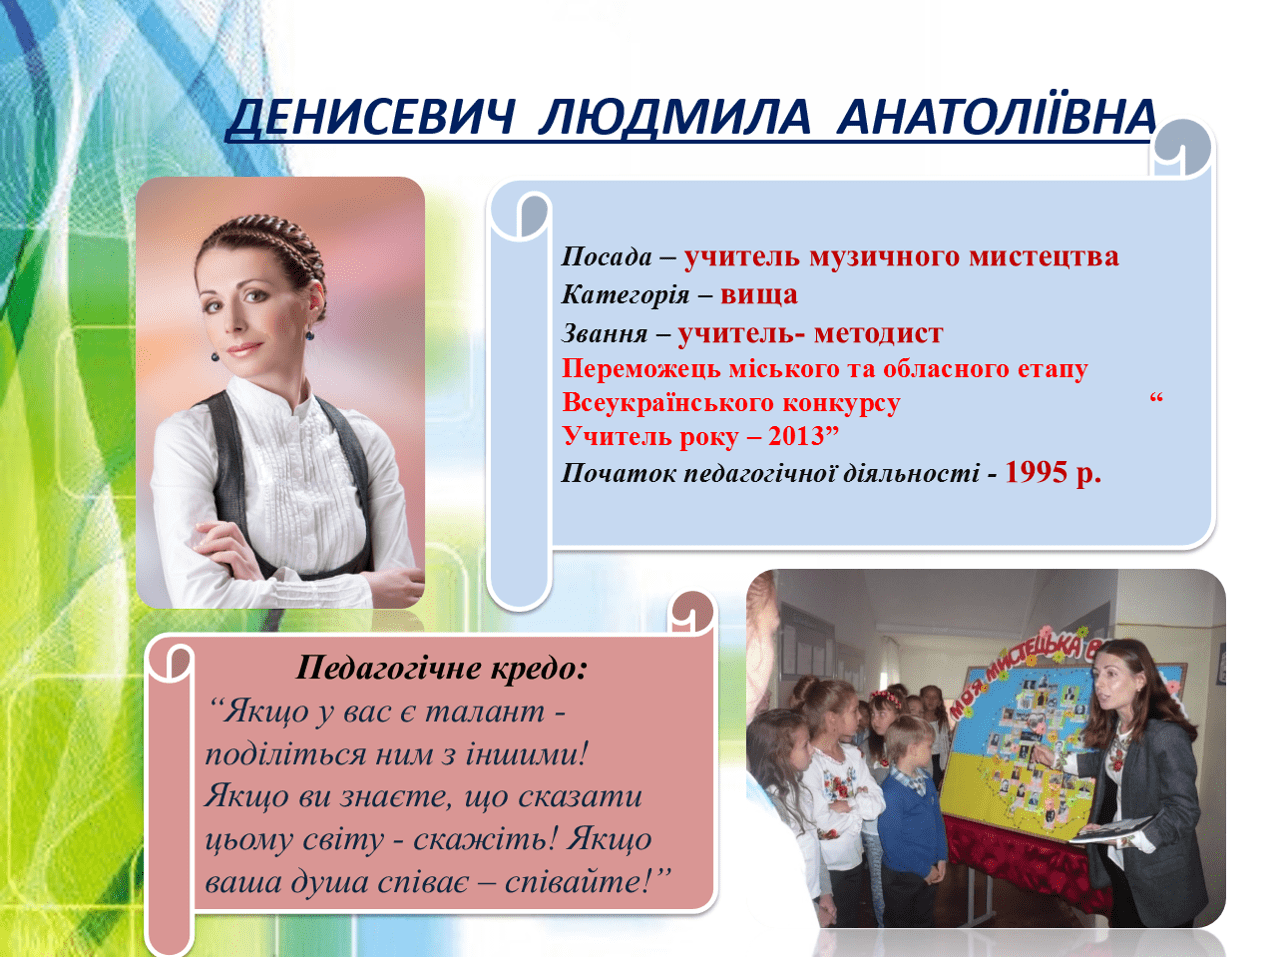 ДЕНИСЕВИЧ ЛЮДМИЛА АНАТОЛІЇВНА
Посада – учитель музичного мистецтва
Категорія – вища
Звання – учитель- методист
Переможець міського та обласного етапу
Всеукраїнського конкурсу “
Учитель року – 2013”
Початок педагогічної діяльності - 1995 р.
Педагогічне кредо:
“Якщо у вас є талант -
поділіться ним з іншими!
Якщо ви знаєте, що сказати
цьому світу - скажіть! Якщо
ваша душа співає – співайте!”
МОЯ МИСТЕЦЬКА